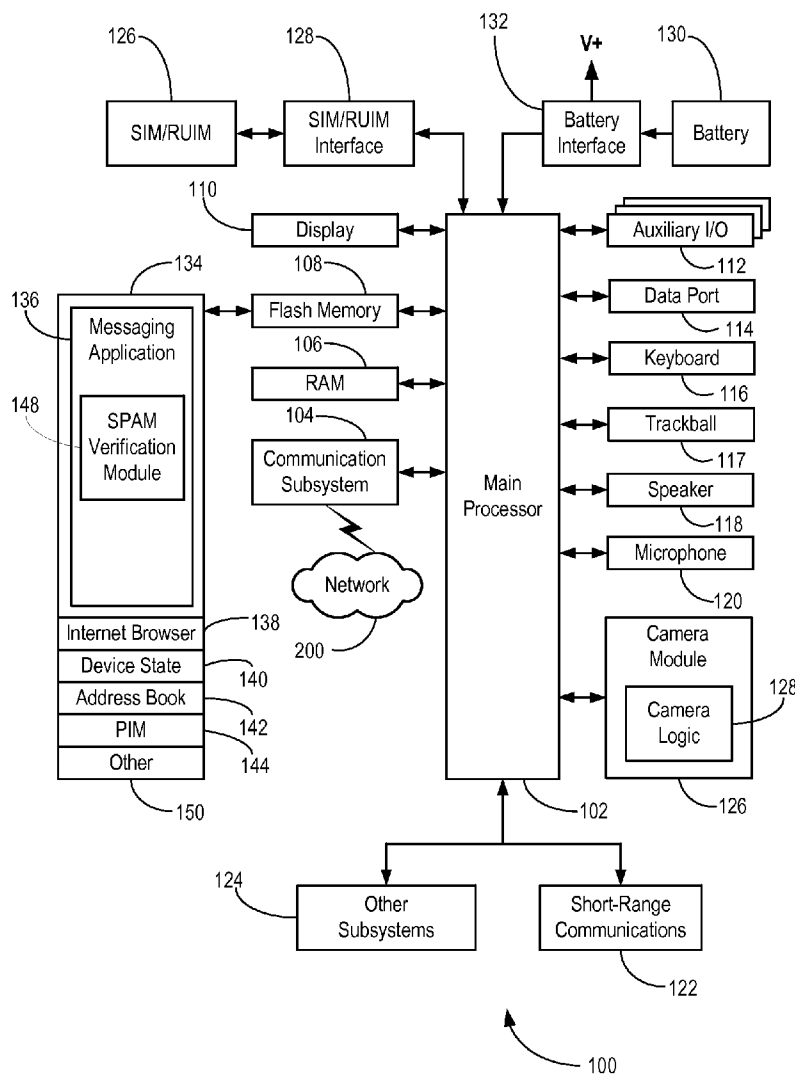 126
128
132
V+
130
SIM/RUIM
SIM/RUIM
Interface
Battery
Interface
Battery
110
Display
Auxiliary I/O
112
134
108
136
Messaging
Application
Flash Memory
Data Port
114
106
RAM
Keyboard
116
148
SPAM
Verification
Module
104
Communication
Subsystem
Trackball
117
Main
Processor
Speaker
118
Network
200
Microphone
120
Internet Browser
138
Device State
140
Address Book
142
PIM
144
Other
150
Camera
Module
128
Camera
Logic
126
102
124
Other
Subsystems
Short-Range
Communications
122
100